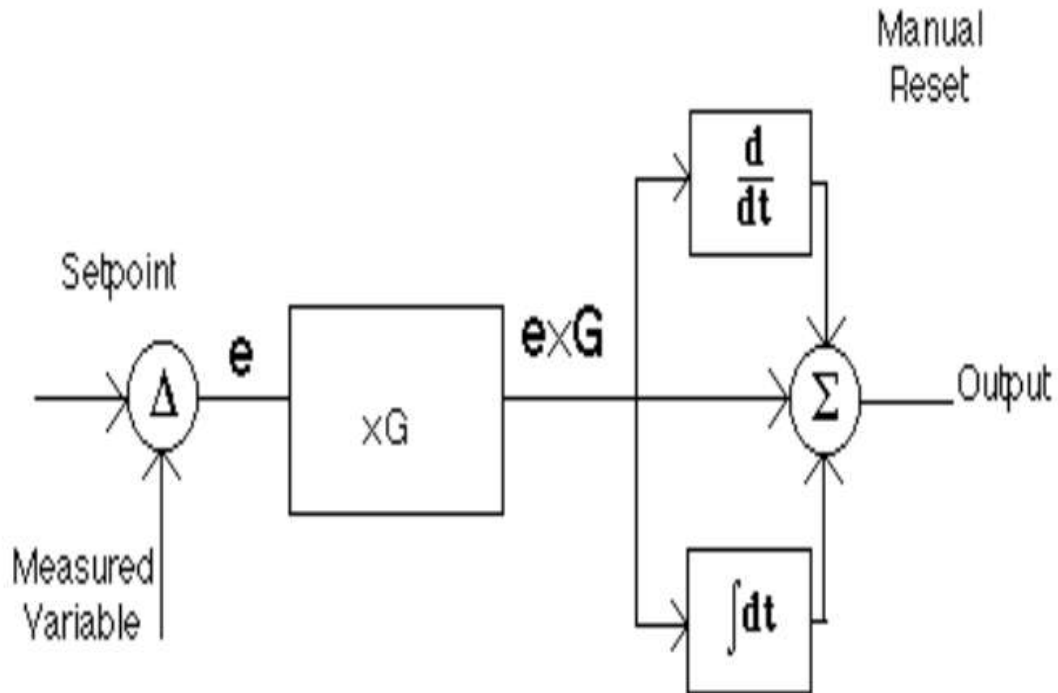 Manual
Reset
d
dt
Setpoint
e
e×G
Δ
×G
Σ
Output
Measured
Variable
∫dt